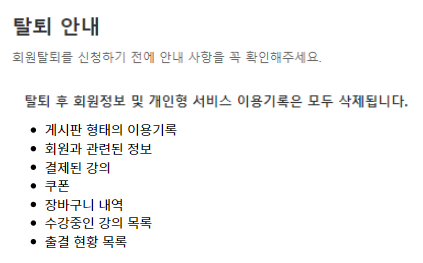 탈퇴 안내
회원탈퇴를 신청하기 전에 안내 사항을 꼭 확인해주세요.
탈퇴 후 회원정보 및 개인형 서비스 이용기록은 모두 삭제됩니다.
• 게시판 형태의 이용기록
• 회원과 관련된 정보
• 결제된 강의
• 쿠폰
• 장바구니 내역
• 수강중인 강의 목록
• 출결 현황 목록